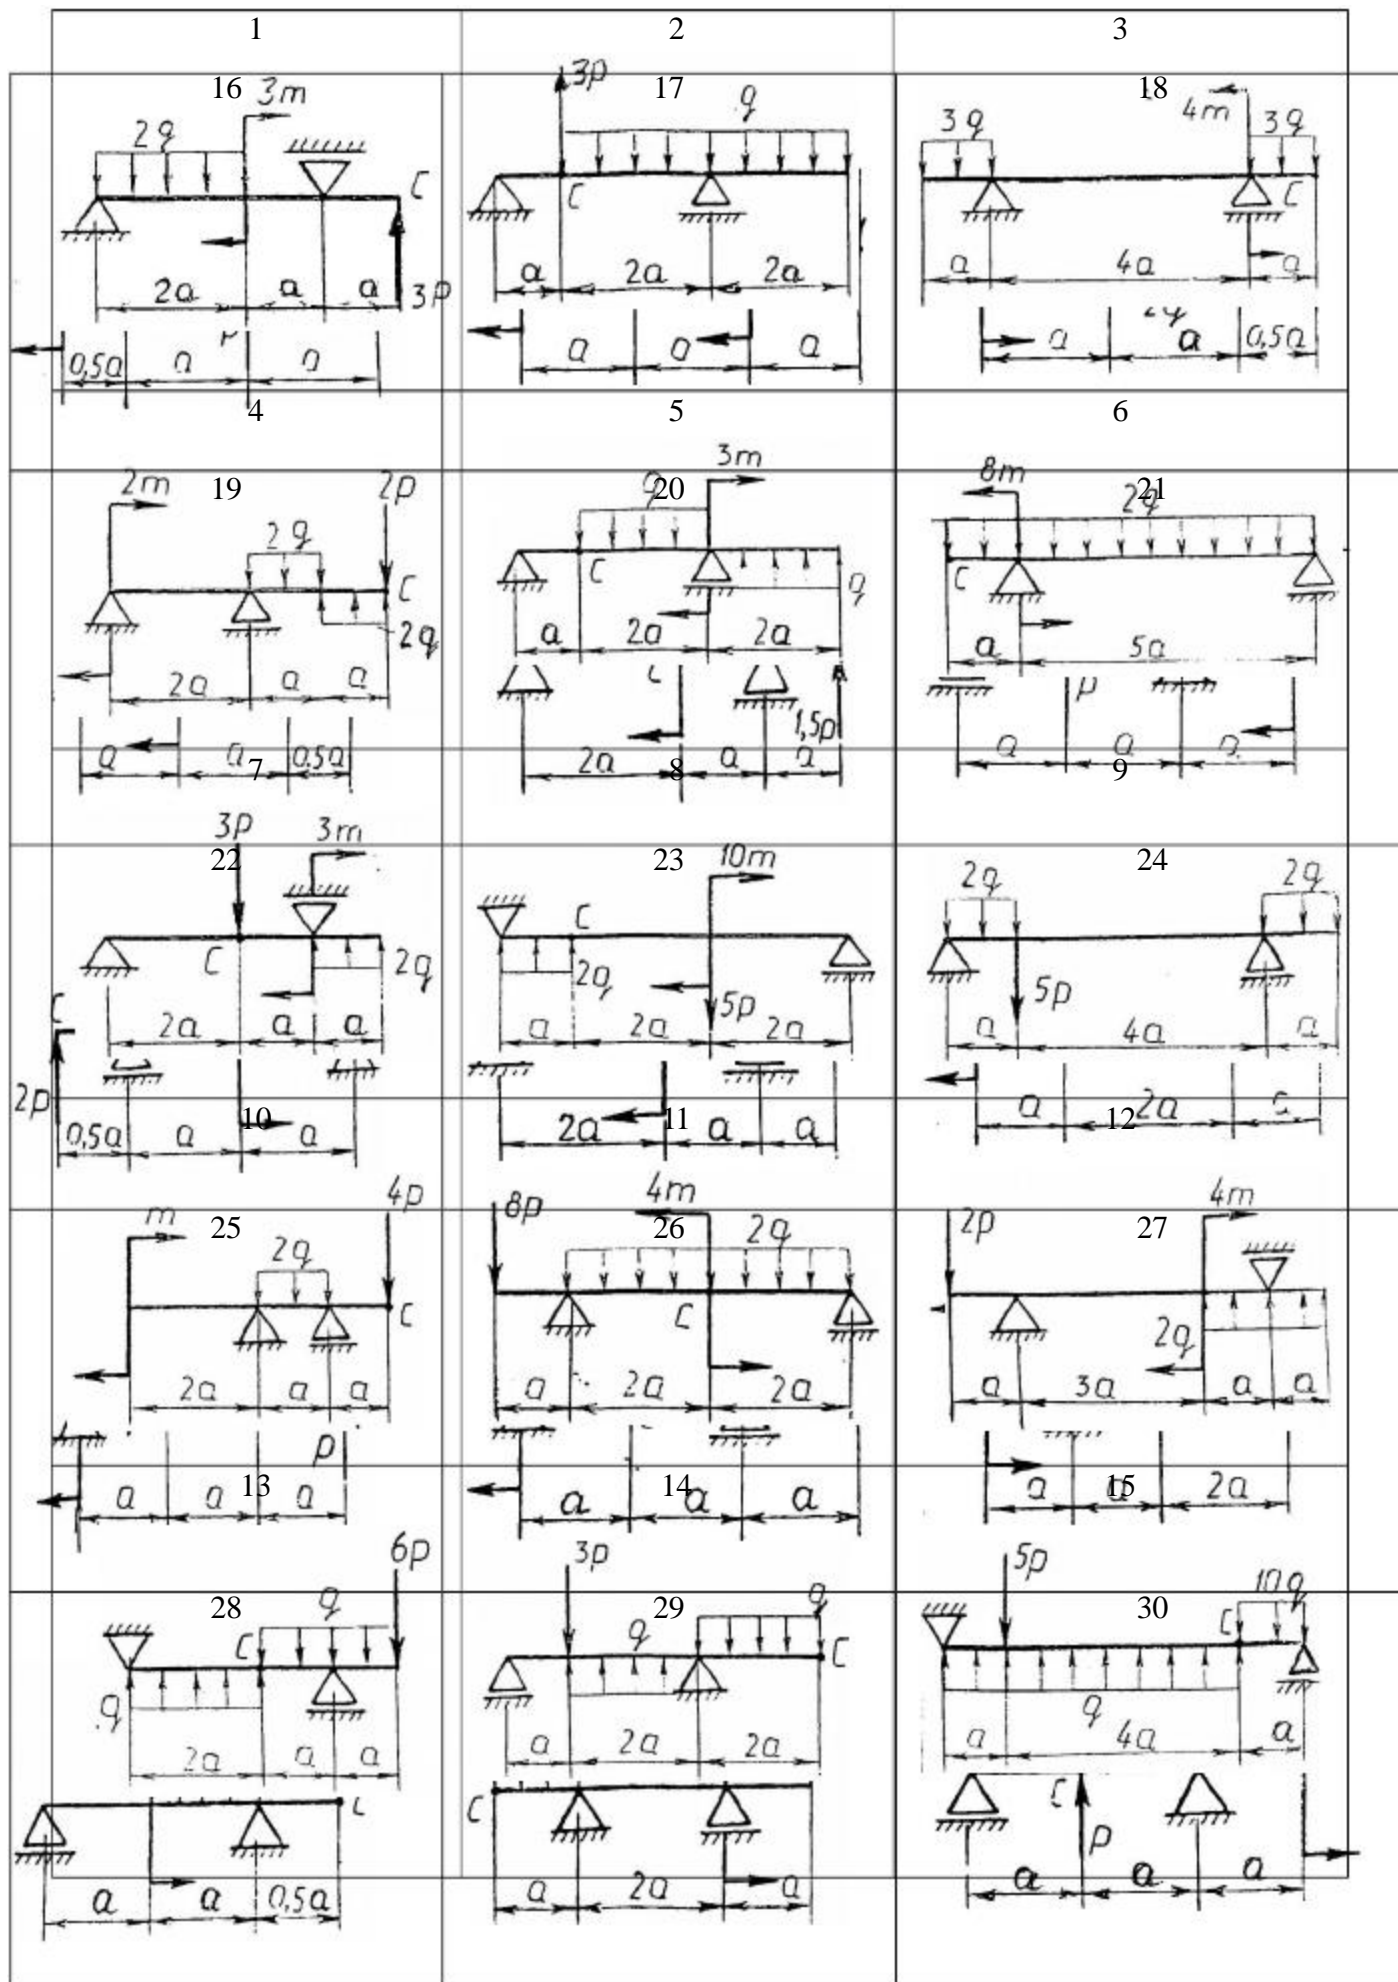 1 2 3
16 3m 3p 17 q 18 4m
2q 3q 3q
C C C
2a a a 3p a 2a 2a a 4a a
0,5a a a a a a a a 0,5a
4 5 6
2m 19 2p q 20 3m 8m 21
2q 2q
C C C
2q q
2a a a a 2a 2a a 5a
1,5p p
a a 0,5a 2a a a a a a
7 8 9
3p 3m
22 23 10m 24
2q 2q
C C
2q 2q 5p 5p
2a a a a 2a 2a a 4a a
C
2p
10 11 12
0,5a a a 2a a a a 2a a
m 4p 8p 4m 2p 4m
25 26 27
2q 2q
C C 2q
2a a a a 2a 2a a 3a a a
p
13 14 15
a a a a a a a a 2a
6p 3p 5p
28 q 29 q 30 10q
C q C C
q q
2a a a a 2a 2a a 4a a
C C p
a a 0,5a a 2a a a a a